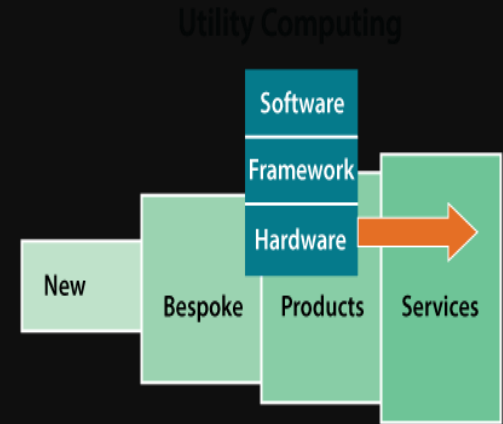 Utility Computing
Software
Framework
Hardware
New
Bespoke
Products
Services